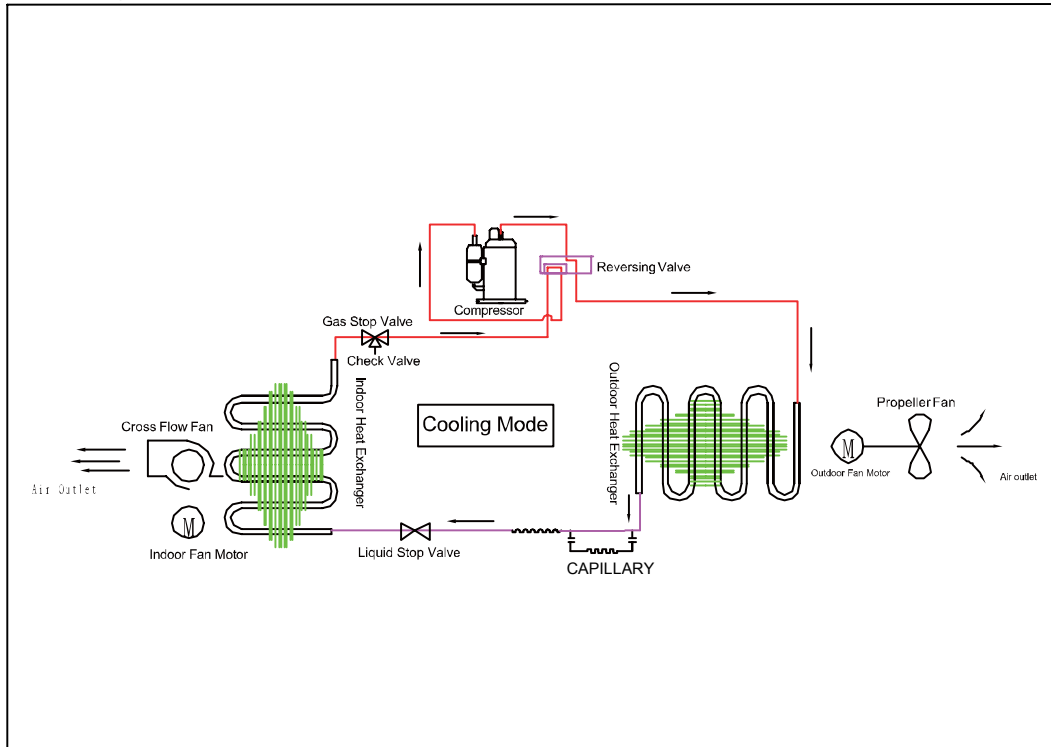 Reversing Valve
Compressor
Gas Stop Valve
Check Valve
Indoor Heat Exchanger
Outdoor Heat Exchanger
Cooling Mode
Cross Flow Fan
Air Outlet
M
Indoor Fan Motor
Liquid Stop Valve
CAPILLARY
Propeller Fan
M
Outdoor Fan Motor
Air outlet